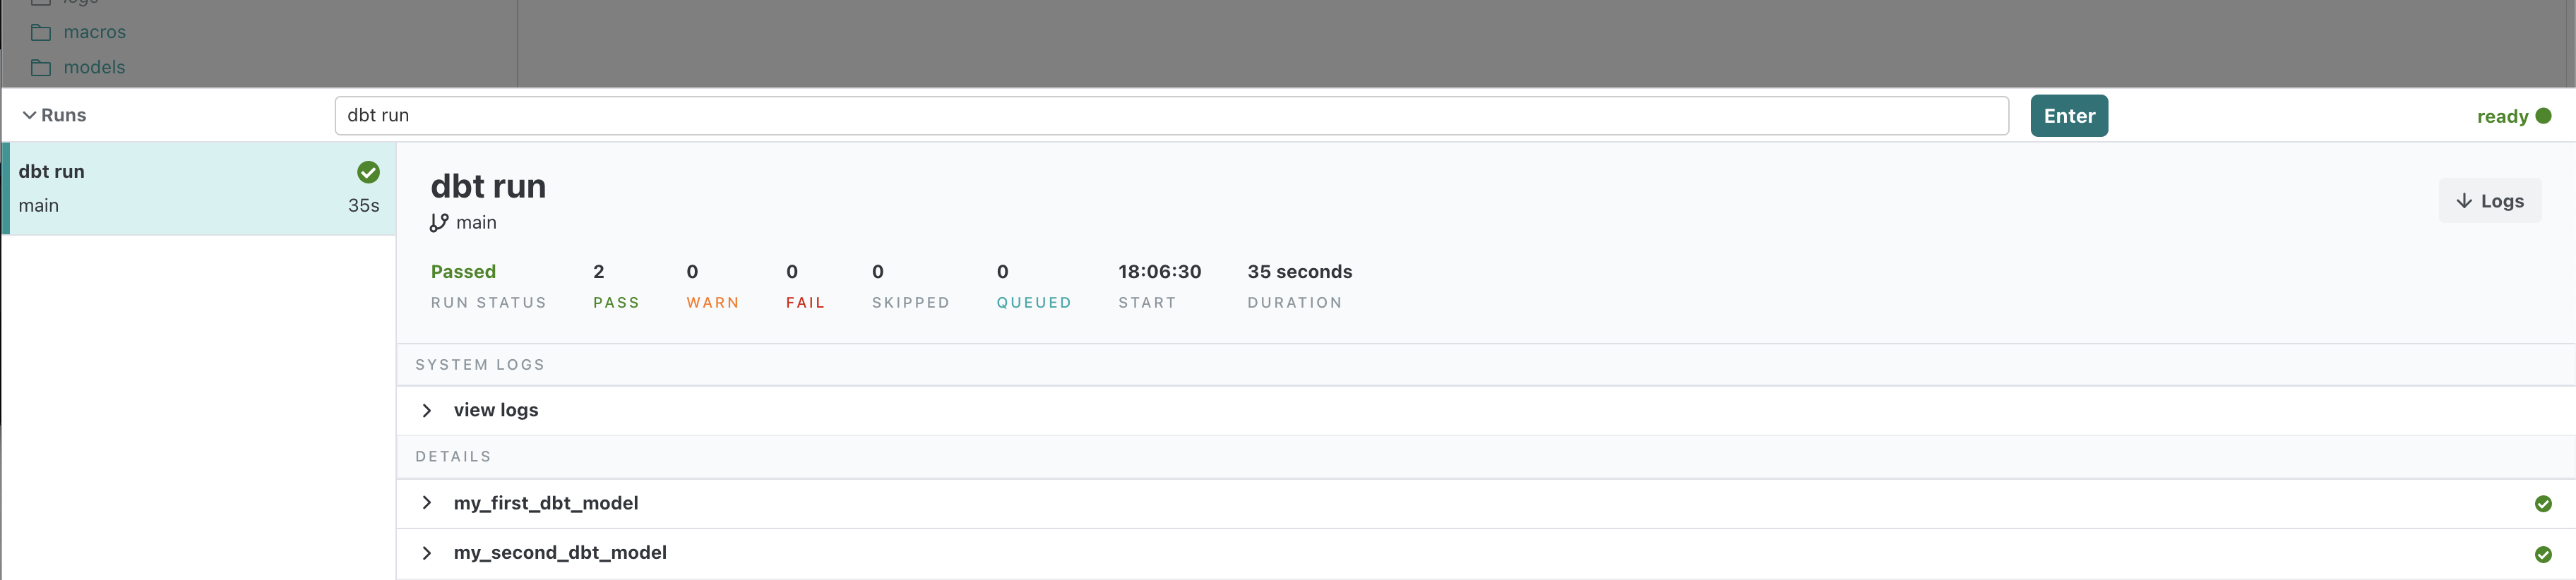 logs
macros
models
Runs
dbt run
Enter
ready
dbt run
main 35s
dbt run
main
Logs
Passed 2 0 0 0 0 18:06:30 35 seconds
RUN STATUS PASS WARN FAIL SKIPPED QUEUED START DURATION
SYSTEM LOGS
view logs
DETAILS
my_first_dbt_model
my_second_dbt_model